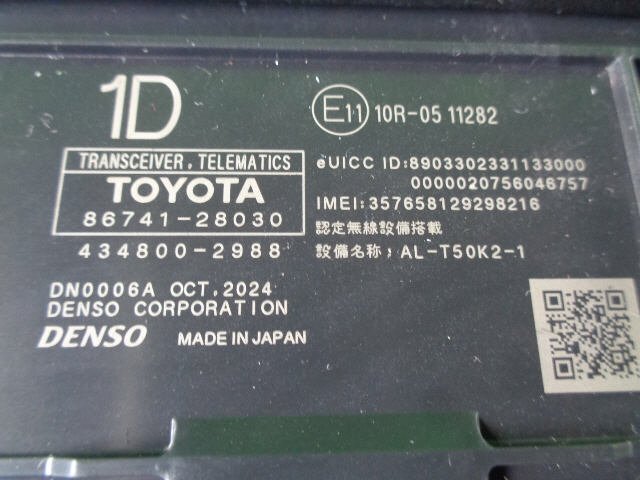 1D
E11 10R-05 11282
TRANSCEIVER, TELEMATICS
TOYOTA
86741-28030
434800-2988
eUICC ID:8903302331133000
0000020756046757
IMEI:357658129298216
認定無線設備搭載
設備名称: AL-T50K2-1
DN0006A OCT,2024
DENSO CORPORATION
DENSO MADE IN JAPAN